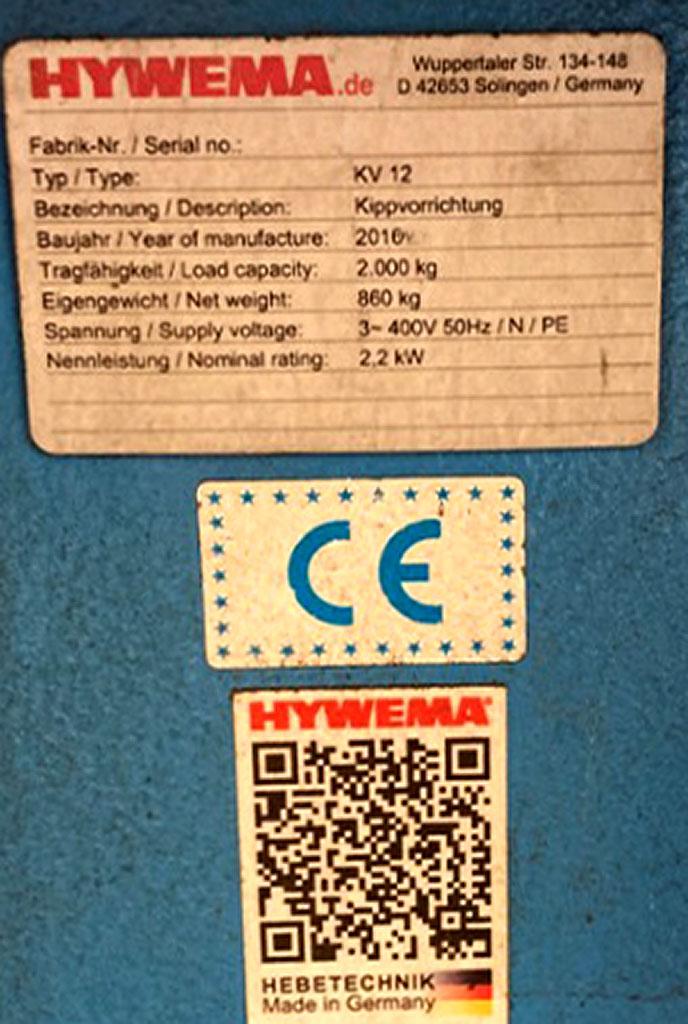 HYWEMA.de
Wuppertaler Str. 134-148
D 42653 Solingen / Germany
Fabrik-Nr. / Serial no.:
Typ / Type: KV 12
Bezeichnung / Description: Kippvorrichtung
Baujahr / Year of manufacture: 2016
Tragfähigkeit / Load capacity: 2.000 kg
Eigengewicht / Net weight: 860 kg
Spannung / Supply voltage: 3~ 400V 50Hz / N / PE
Nennleistung / Nominal rating: 2,2 kW
CE
HYWEMA®
HEBETECHNIK
Made in Germany